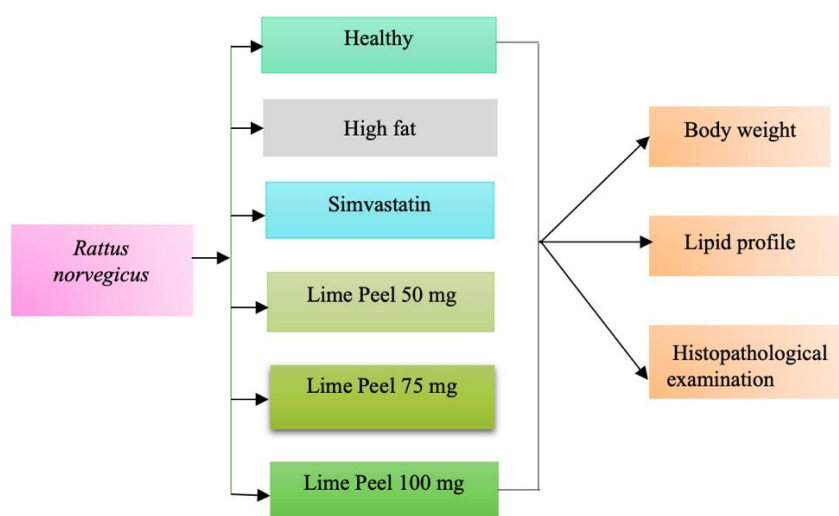 Rattus
norvegicus
Healthy
High fat
Simvastatin
Lime Peel 50 mg
Lime Peel 75 mg
Lime Peel 100 mg
Body weight
Lipid profile
Histopathological
examination